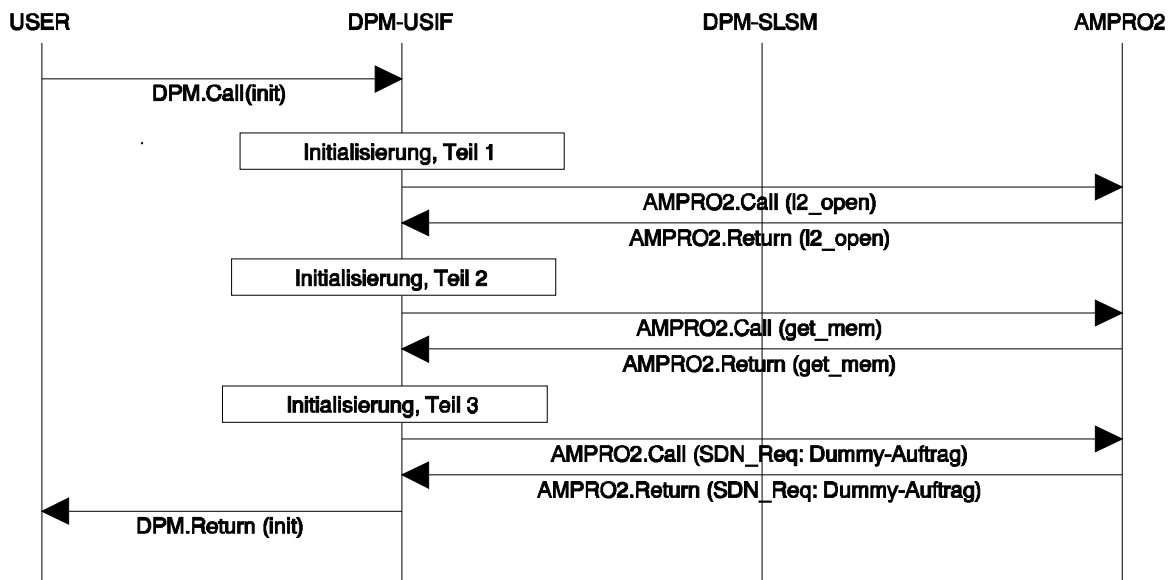 USER DPM-USIF DPM-SLSM AMPRO2
DPM.Call(init)
Initialisierung, Teil 1
AMPRO2.Call (l2_open)
AMPRO2.Return (l2_open)
Initialisierung, Teil 2
AMPRO2.Call (get_mem)
AMPRO2.Return (get_mem)
Initialisierung, Teil 3
AMPRO2.Call (SDN_Req: Dummy-Auftrag)
AMPRO2.Return (SDN_Req: Dummy-Auftrag)
DPM.Return (init)